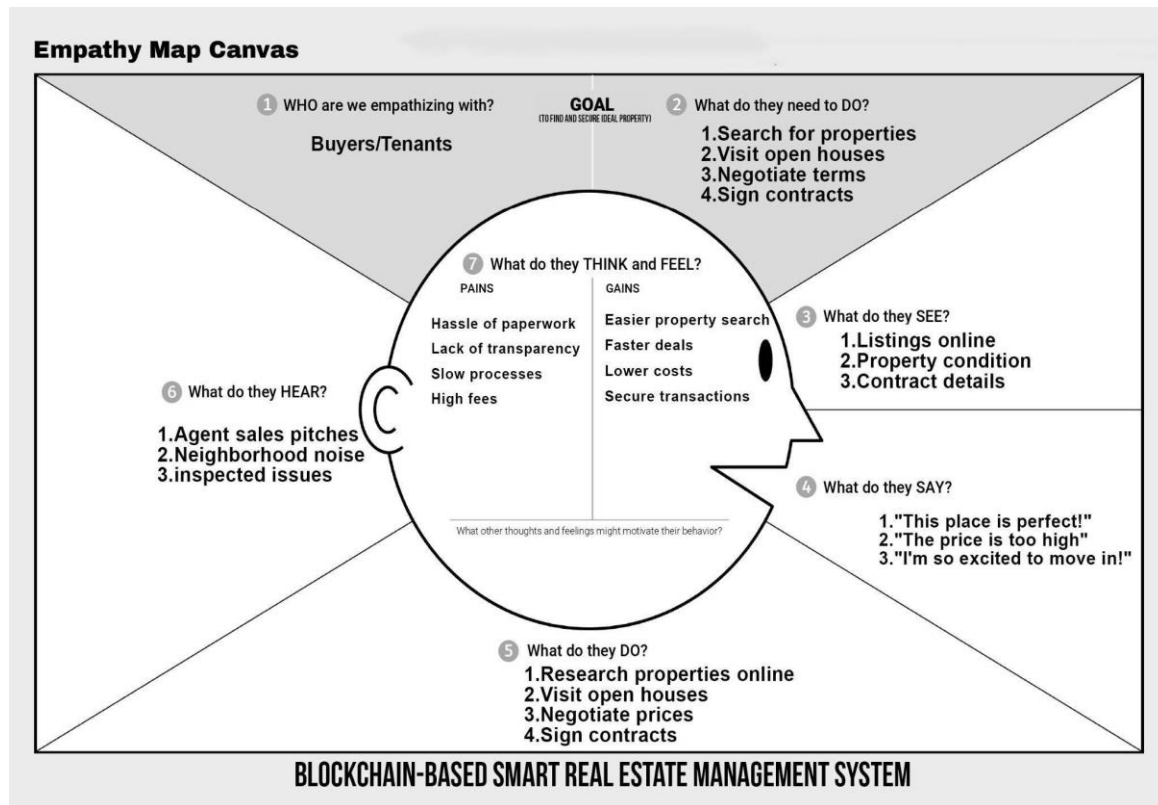 Empathy Map Canvas
1 WHO are we empathizing with?
Buyers/Tenants
GOAL
(TO FIND AND SECURE IDEAL PROPERTY)
2 What do they need to DO?
1.Search for properties
2.Visit open houses
3.Negotiate terms
4.Sign contracts
7 What do they THINK and FEEL?
PAINS
Hassle of paperwork
Lack of transparency
Slow processes
High fees
GAINS
Easier property search
Faster deals
Lower costs
Secure transactions
What other thoughts and feelings might motivate their behavior?
3 What do they SEE?
1.Listings online
2.Property condition
3.Contract details
4 What do they SAY?
1."This place is perfect!"
2."The price is too high"
3."I'm so excited to move in!"
5 What do they DO?
1.Research properties online
2.Visit open houses
3.Negotiate prices
4.Sign contracts
6 What do they HEAR?
1.Agent sales pitches
2.Neighborhood noise
3.inspected issues
BLOCKCHAIN-BASED SMART REAL ESTATE MANAGEMENT SYSTEM